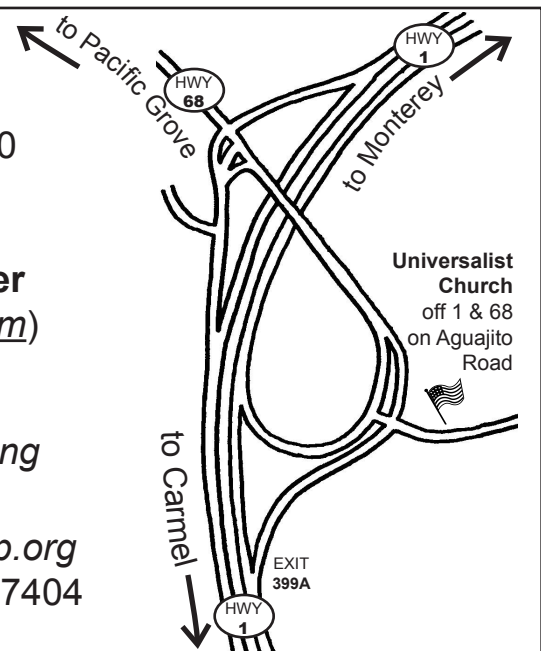 to Pacific Grove
HWY
68
HWY
1
to Monterey
0
er
m)
Universalist
Church
off 1 & 68
on Aguajito
Road
ng
to Carmel
o.org
7404
EXIT
399A
HWY
1